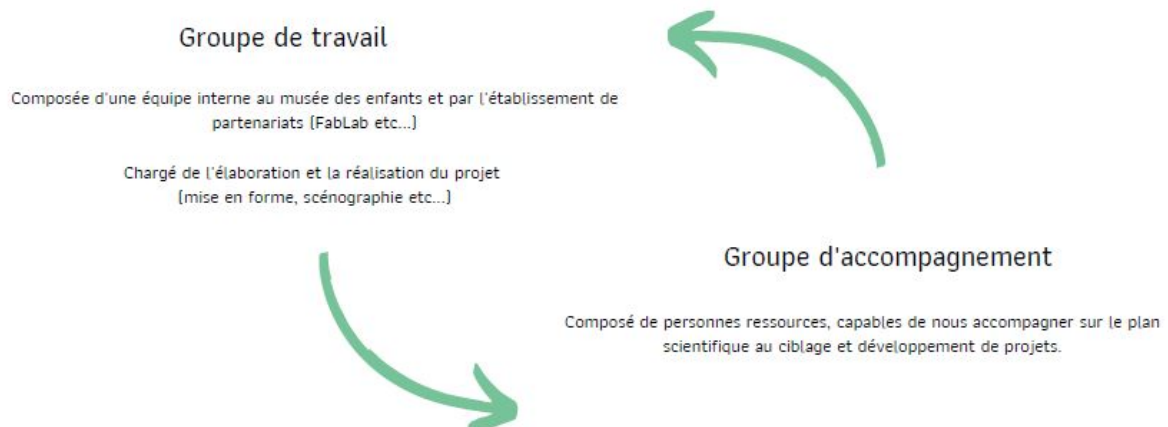 Groupe de travail
Composée d'une équipe interne au musée des enfants et par l'établissement de
partenariats (FabLab etc...)
Chargé de l'élaboration et la réalisation du projet
(mise en forme, scénographie etc...)
Groupe d'accompagnement
Composé de personnes ressources, capables de nous accompagner sur le plan
scientifique au ciblage et développement de projets.